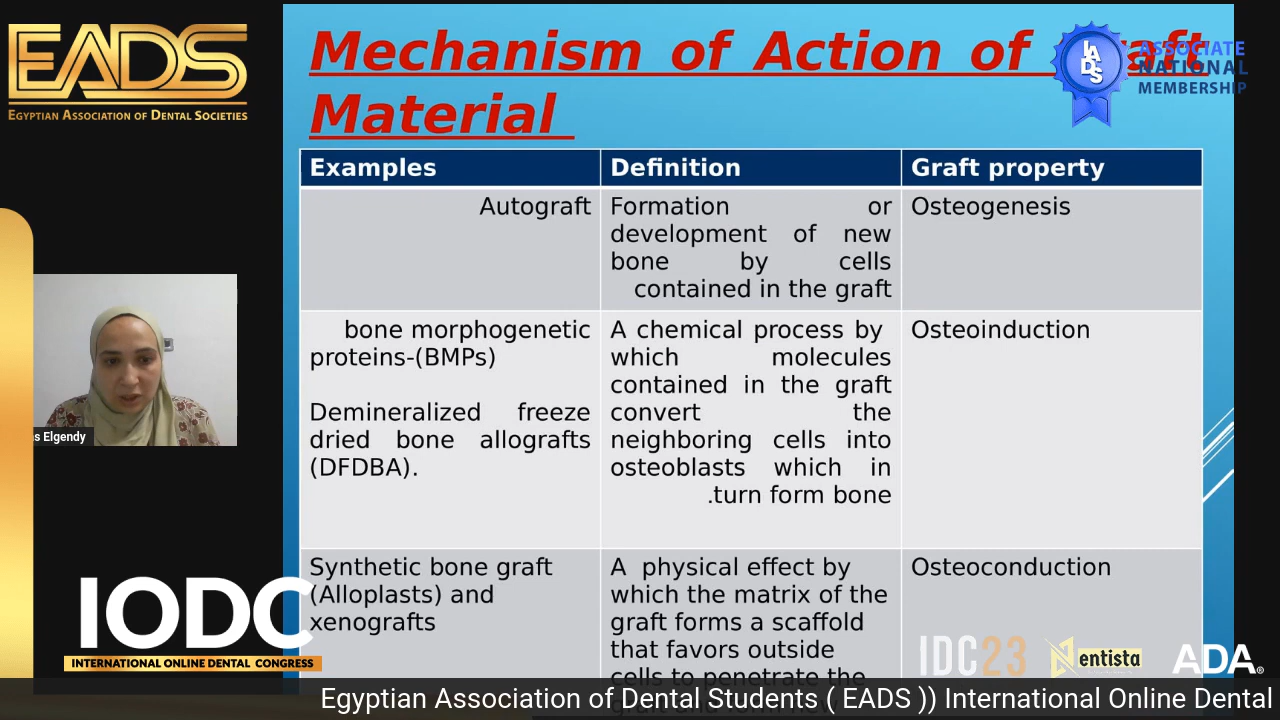 EADS
EGYPTIAN ASSOCIATION OF DENTAL SOCIETIES
Mechanism of Action of
Material
IADS
ASSOCIATE
NATIONAL
MEMBERSHIP
Examples Definition Graft property
Autograft
Formation or
development of new
bone by cells
contained in the graft
Osteogenesis
bone morphogenetic
proteins-(BMPs)
Demineralized freeze
dried bone allografts
(DFDBA).
A chemical process by
which molecules
contained in the graft
convert the
neighboring cells into
osteoblasts which in
.turn form bone
Osteoinduction
Synthetic bone graft
(Alloplasts) and
xenografts
A physical effect by
which the matrix of the
graft forms a scaffold
that favors outside
cells to penetrate the
Osteoconduction
Elgendy
IODC
INTERNATIONAL ONLINE DENTAL CONGRESS
IDC23
entista
ADA
Egyptian Association of Dental Students ( EADS )) International Online Dental